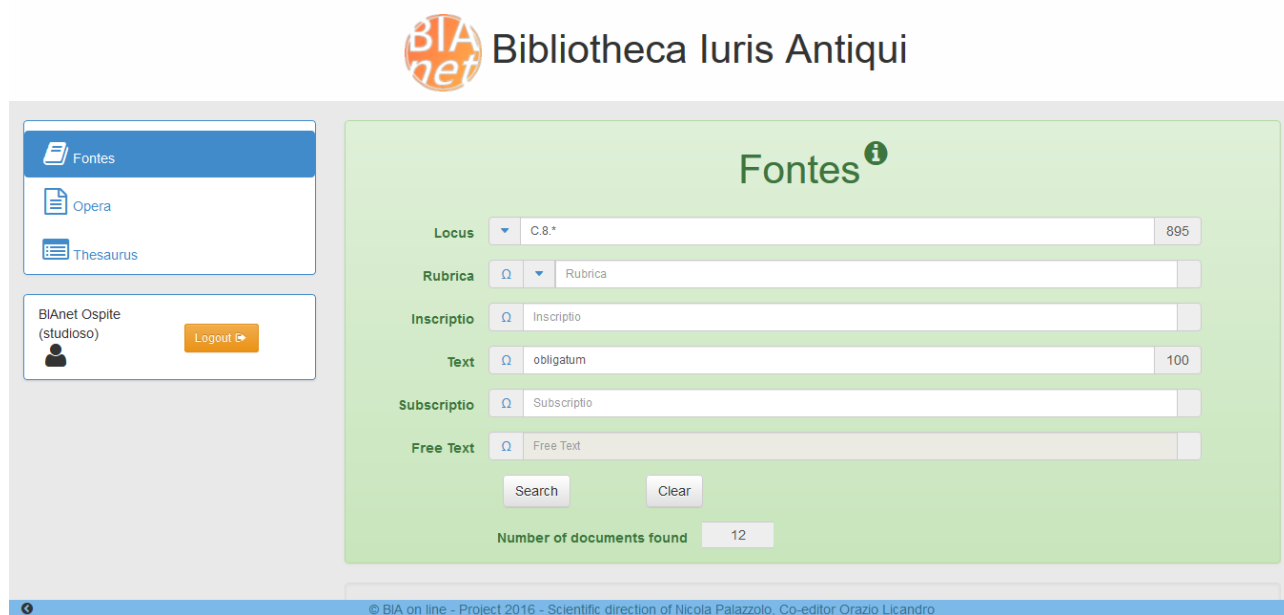 BIA
net
Bibliotheca Iuris Antiqui
Fontes
Opera
Thesaurus
BIAnet Ospite
(studioso)
Logout
Fontes
Locus C.8.* 895
Rubrica Ω Rubrica
Inscriptio Ω Inscriptio
Text Ω obligatum 100
Subscriptio Ω Subscriptio
Free Text Ω Free Text
Search Clear
Number of documents found 12
© BIA on line - Project 2016 - Scientific direction of Nicola Palazzolo, Co-editor Orazio Licandro